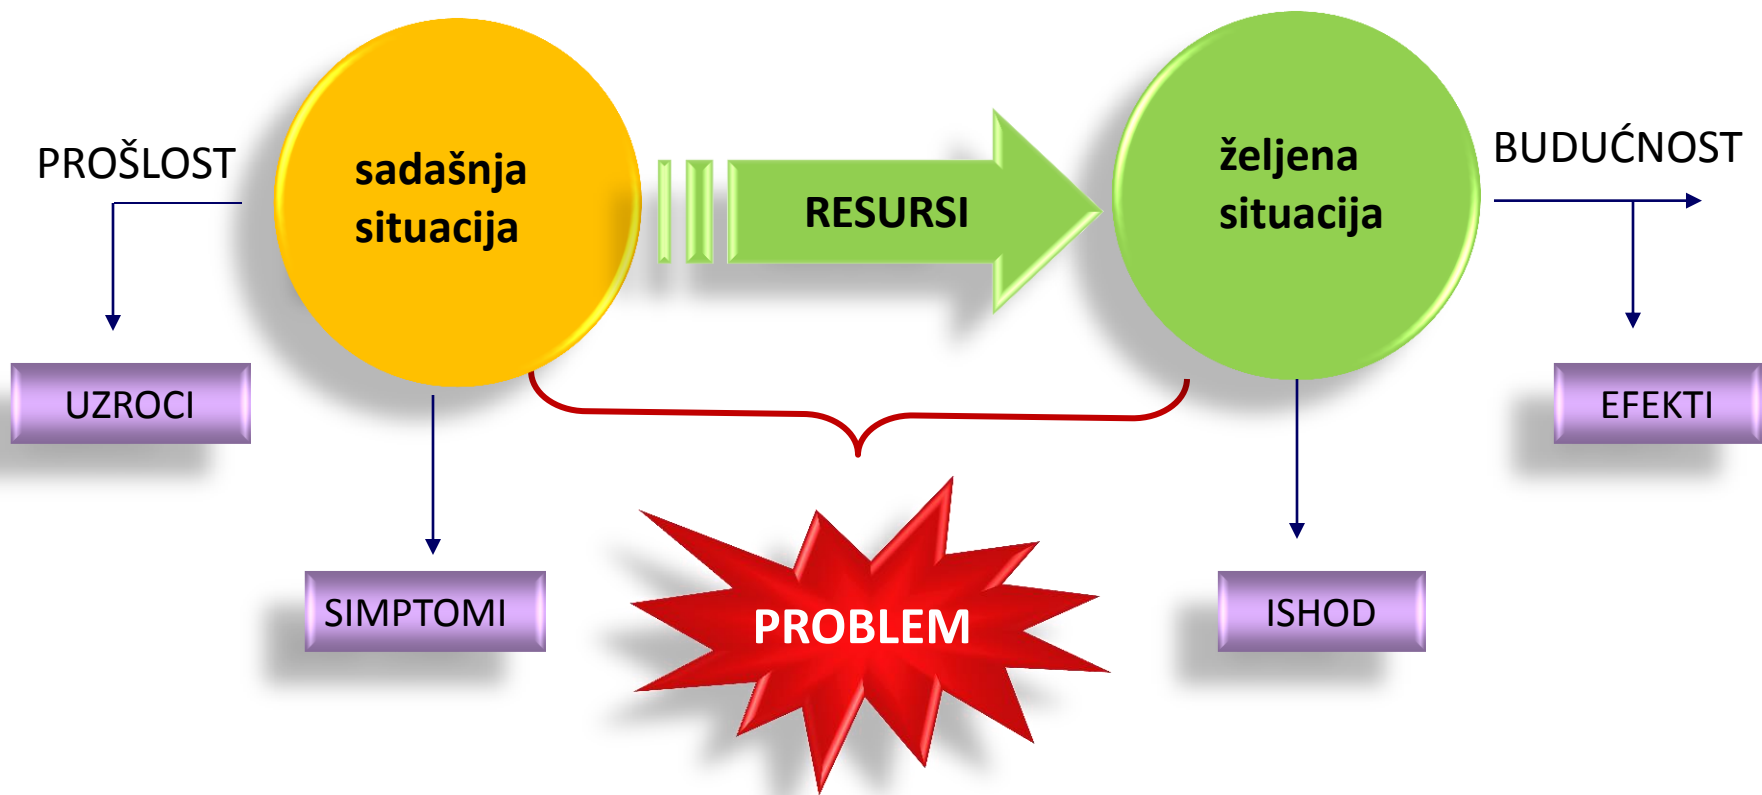 PROŠLOST
sadašnja
situacija
RESURSI
željena
situacija
BUDUĆNOST
UZROCI
EFEKTI
SIMPTOMI
PROBLEM
ISHOD